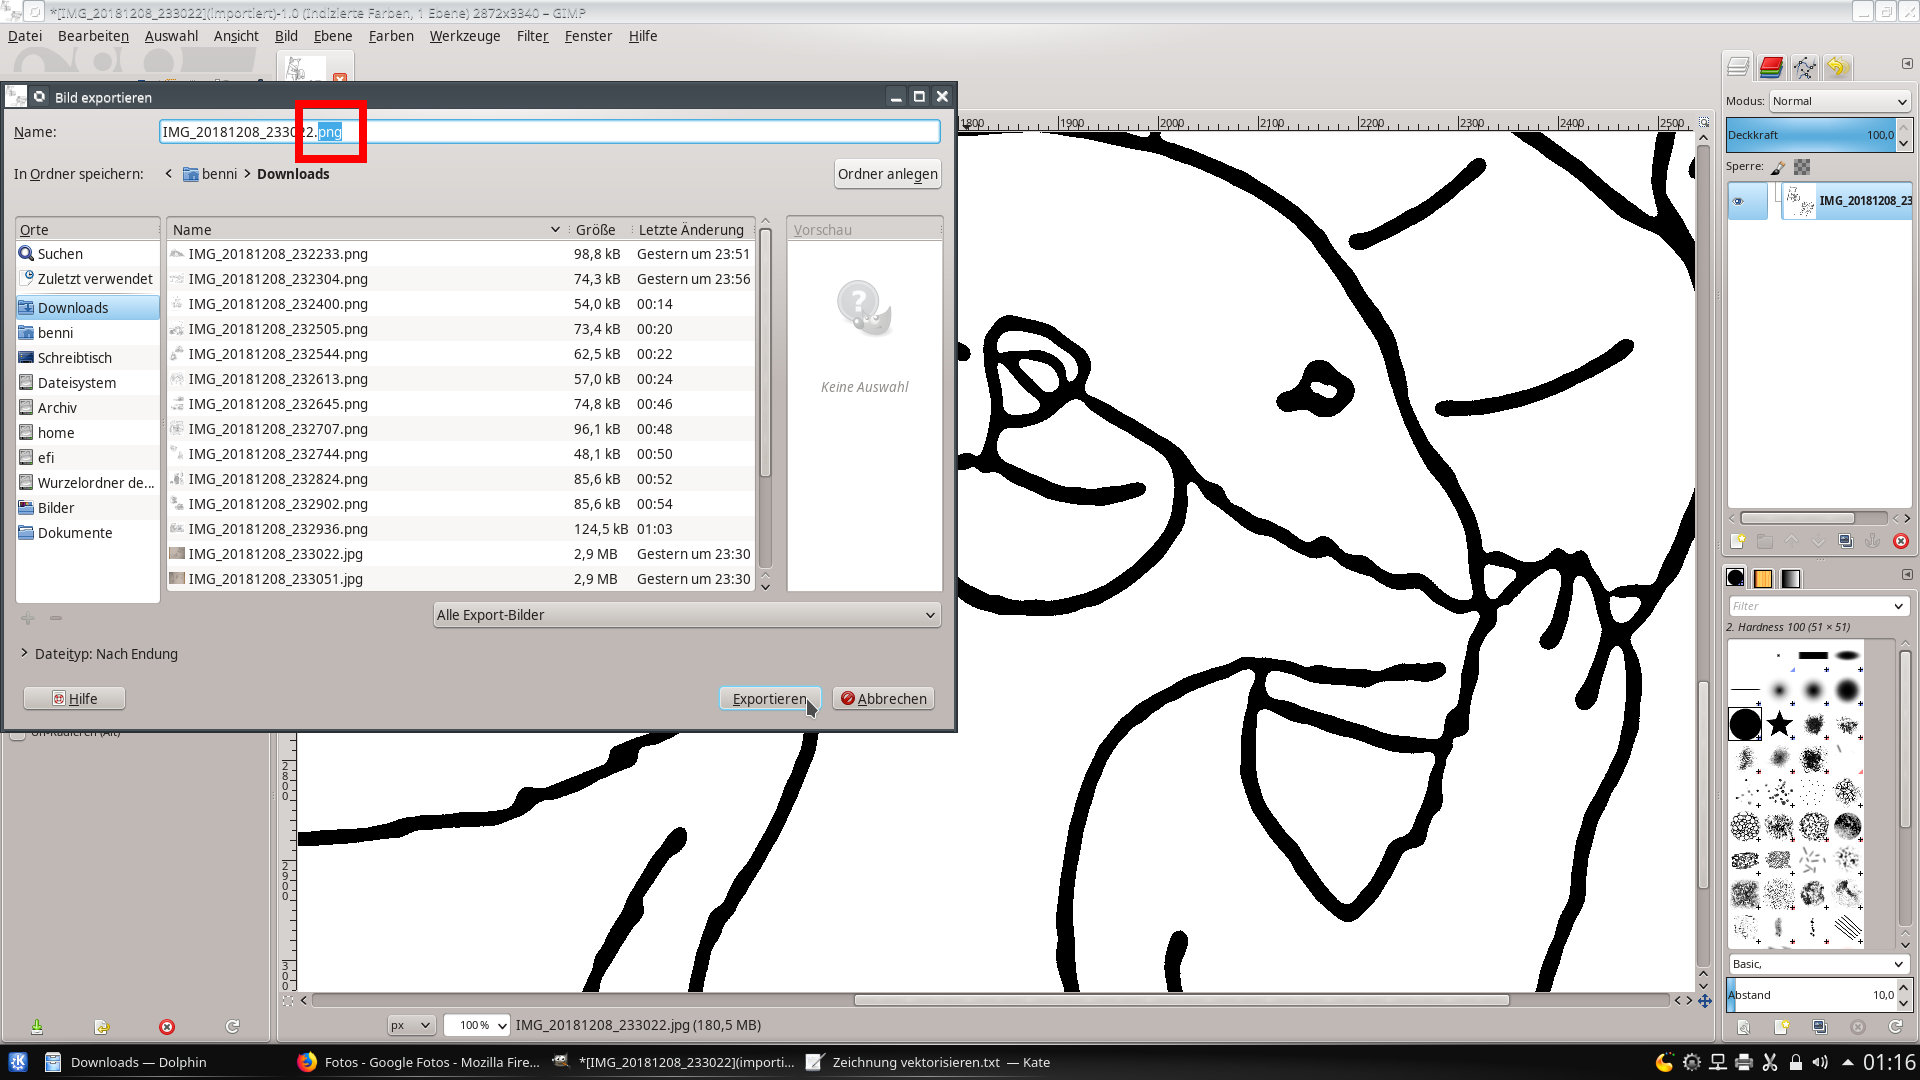 *[IMG_20181208_233022](importiert)-1.0 (Indizierte Farben, 1 Ebene) 2872x3340 – GIMP
Datei Bearbeiten Auswahl Ansicht Bild Ebene Farben Werkzeuge Filter Fenster Hilfe
Bild exportieren
Name: IMG_20181208_233022.png
In Ordner speichern: benni Downloads
Ordner anlegen
Orte
Suchen
Zuletzt verwendet
Downloads
benni
Schreibtisch
Dateisystem
Archiv
home
efi
Wurzelordner de...
Bilder
Dokumente
Name Größe Letzte Änderung
IMG_20181208_232233.png 98,8 kB Gestern um 23:51
IMG_20181208_232304.png 74,3 kB Gestern um 23:56
IMG_20181208_232400.png 54,0 kB 00:14
IMG_20181208_232505.png 73,4 kB 00:20
IMG_20181208_232544.png 62,5 kB 00:22
IMG_20181208_232613.png 57,0 kB 00:24
IMG_20181208_232645.png 74,8 kB 00:46
IMG_20181208_232707.png 96,1 kB 00:48
IMG_20181208_232744.png 48,1 kB 00:50
IMG_20181208_232824.png 85,6 kB 00:52
IMG_20181208_232902.png 85,6 kB 00:54
IMG_20181208_232936.png 124,5 kB 01:03
IMG_20181208_233022.jpg 2,9 MB Gestern um 23:30
IMG_20181208_233051.jpg 2,9 MB Gestern um 23:30
Vorschau
Keine Auswahl
Alle Export-Bilder
Dateityp: Nach Endung
Hilfe
Exportieren
Abbrechen
1800 1900 2000 2100 2200 2300 2400 2500
2800
2900
300
Modus: Normal
Deckkraft 100,0
Sperre:
IMG_20181208_23
Filter
2. Hardness 100 (51 × 51)
Basic,
Abstand 10,0
px 100 % IMG_20181208_233022.jpg (180,5 MB)
Downloads — Dolphin
Fotos - Google Fotos - Mozilla Fire...
*[IMG_20181208_233022](importi...
Zeichnung vektorisieren.txt — Kate
01:16